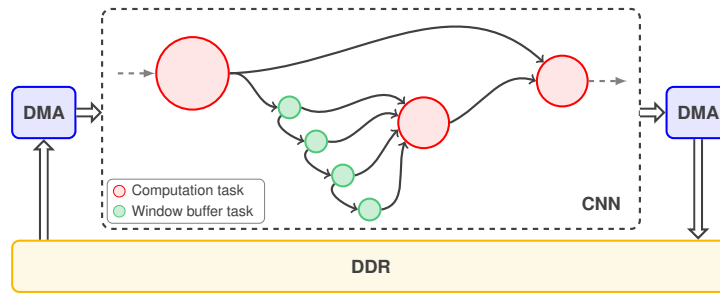 DMA
DMA
Computation task
Window buffer task
CNN
DDR